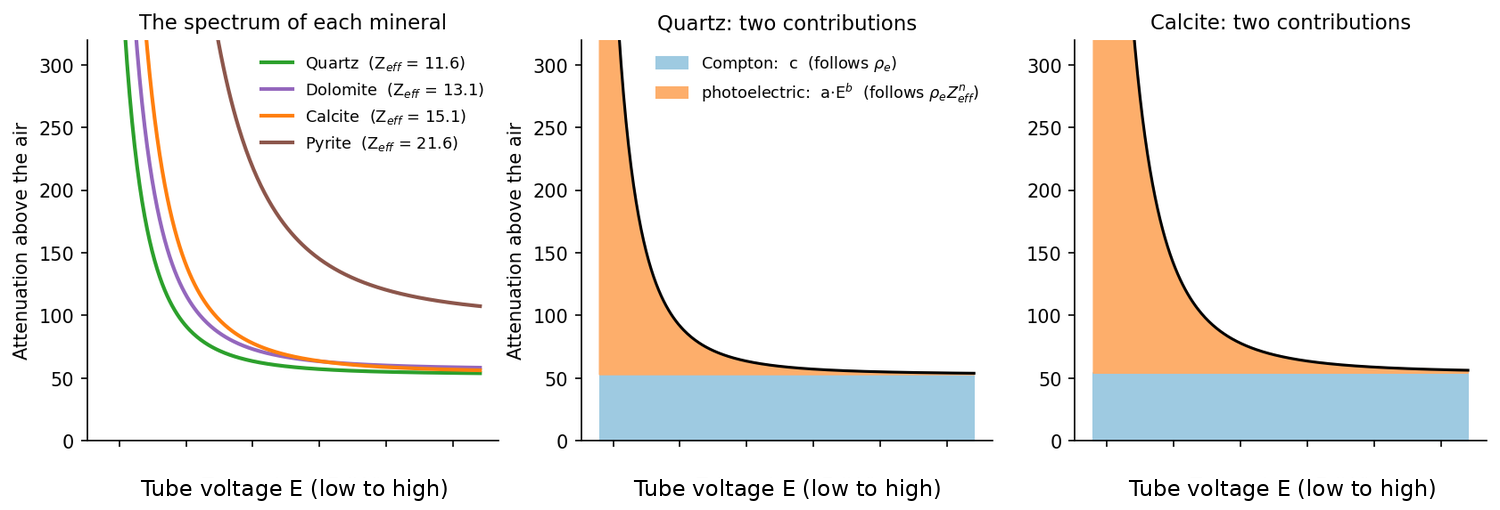 The spectrum of each mineral
Attenuation above the air
300
250
200
150
100
50
0
Quartz (Z_eff = 11.6)
Dolomite (Z_eff = 13.1)
Calcite (Z_eff = 15.1)
Pyrite (Z_eff = 21.6)
Tube voltage E (low to high)
Quartz: two contributions
Attenuation above the air
300
250
200
150
100
50
0
Compton: c (follows ρ_e)
photoelectric: a·E^b (follows ρ_e Z_eff^n)
Tube voltage E (low to high)
Calcite: two contributions
300
250
200
150
100
50
0
Tube voltage E (low to high)